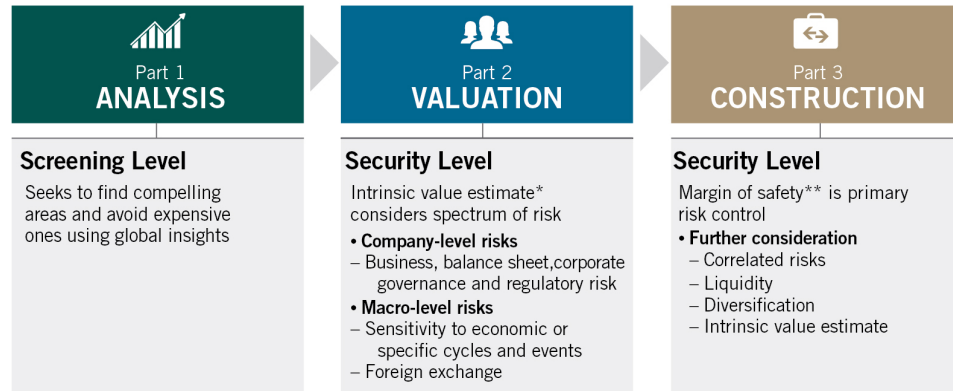 Part 1
ANALYSIS
Part 2
VALUATION
Part 3
CONSTRUCTION
Screening Level
Seeks to find compelling
areas and avoid expensive
ones using global insights
Security Level
Intrinsic value estimate*
considers spectrum of risk
• Company-level risks
– Business, balance sheet,corporate
governance and regulatory risk
• Macro-level risks
– Sensitivity to economic or
specific cycles and events
– Foreign exchange
Security Level
Margin of safety** is primary
risk control
• Further consideration
– Correlated risks
– Liquidity
– Diversification
– Intrinsic value estimate